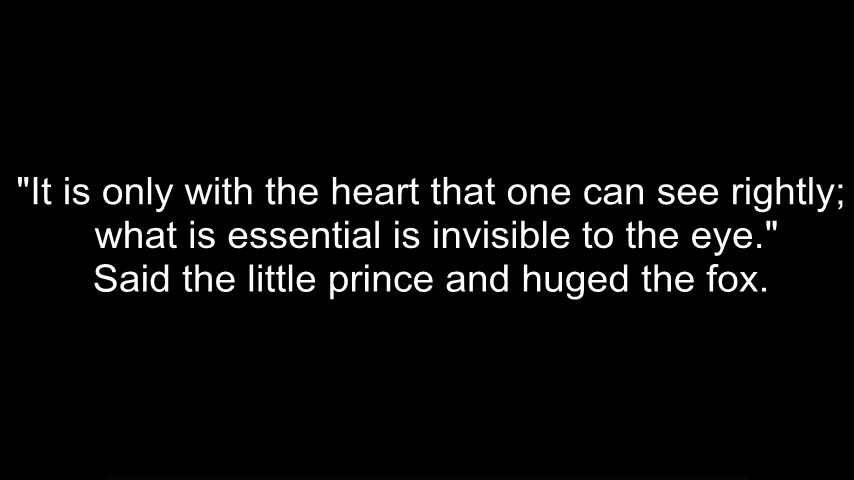 "It is only with the heart that one can see rightly;
what is essential is invisible to the eye."
Said the little prince and huged the fox.